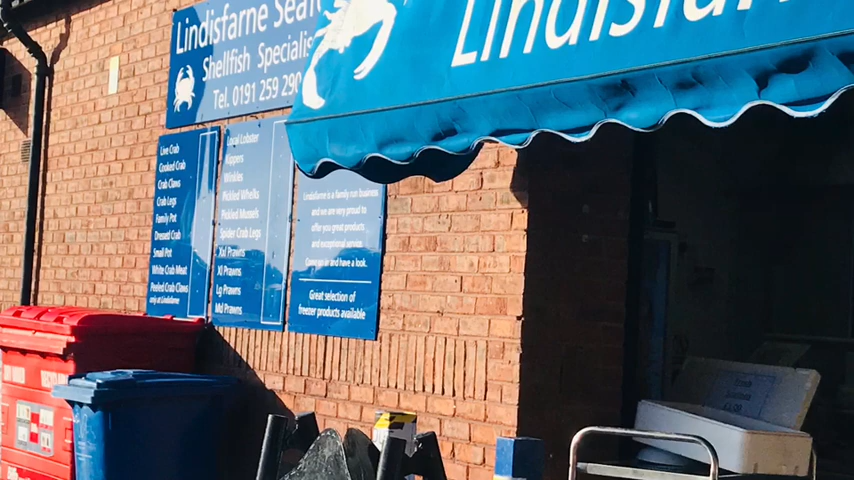 Lindisfarne
Shellfish Specialis
Tel. 0191 259 290
Lindisfarn
Live Crab
Cooked Crab
Crab Claws
Crab Legs
Family Pot
Dressed Crab
Small Pot
White Crab Meat
Peeled Crab Claws
only at Lindisfarne
Local Lobster
Kippers
Winkles
Pickled Whelks
Pickled Mussels
Spider Crab Legs
Xxl Prawns
Xl Prawns
Lg Prawns
Md Prawns
Lindisfarne is a family run business
and we are very proud to
offer you great products
and exceptional service.
Come on in and have a look.
Great selection of
freezer products available